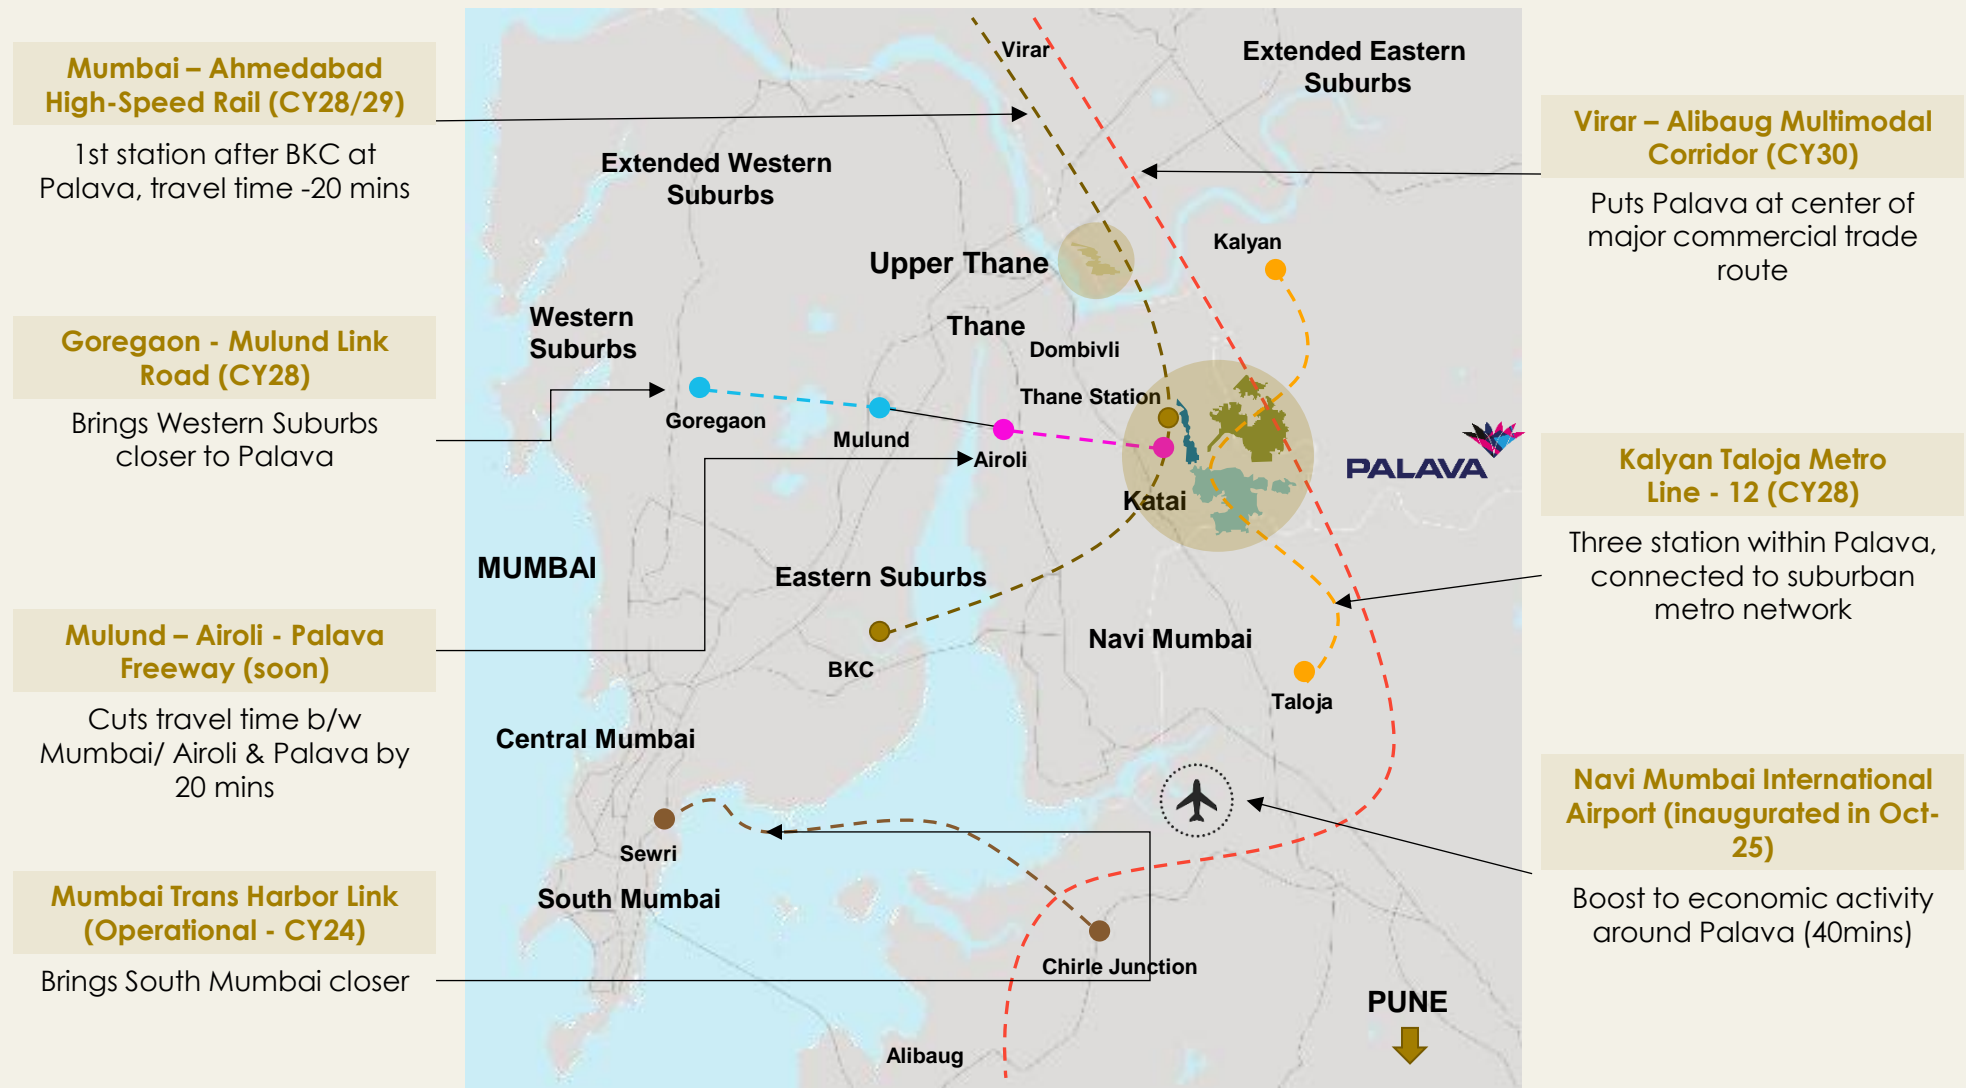 Mumbai – Ahmedabad
High-Speed Rail (CY28/29)
1st station after BKC at
Palava, travel time -20 mins
Goregaon - Mulund Link
Road (CY28)
Brings Western Suburbs
closer to Palava
Mulund – Airoli - Palava
Freeway (soon)
Cuts travel time b/w
Mumbai/ Airoli & Palava by
20 mins
Mumbai Trans Harbor Link
(Operational - CY24)
Brings South Mumbai closer
Virar
Extended Eastern
Suburbs
Extended Western
Suburbs
Kalyan
Upper Thane
Western
Suburbs
Thane
Dombivli
Thane Station
Goregaon
Mulund
Airoli
PALAVA
Katai
MUMBAI
Eastern Suburbs
Navi Mumbai
BKC
Taloja
Central Mumbai
Sewri
South Mumbai
Chirle Junction
PUNE
Alibaug
Virar – Alibaug Multimodal
Corridor (CY30)
Puts Palava at center of
major commercial trade
route
Kalyan Taloja Metro
Line - 12 (CY28)
Three station within Palava,
connected to suburban
metro network
Navi Mumbai International
Airport (inaugurated in Oct-
25)
Boost to economic activity
around Palava (40mins)